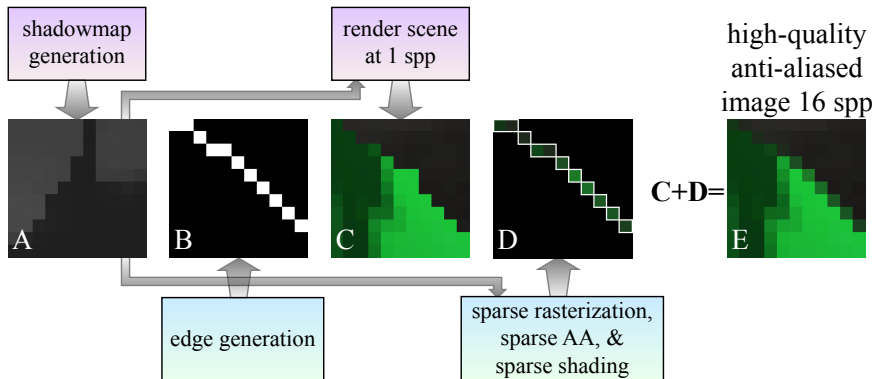 shadowmap
generation
render scene
at 1 spp
high-quality
anti-aliased
image 16 spp
A
B
C
D
C+D=
E
edge generation
sparse rasterization,
sparse AA, &
sparse shading